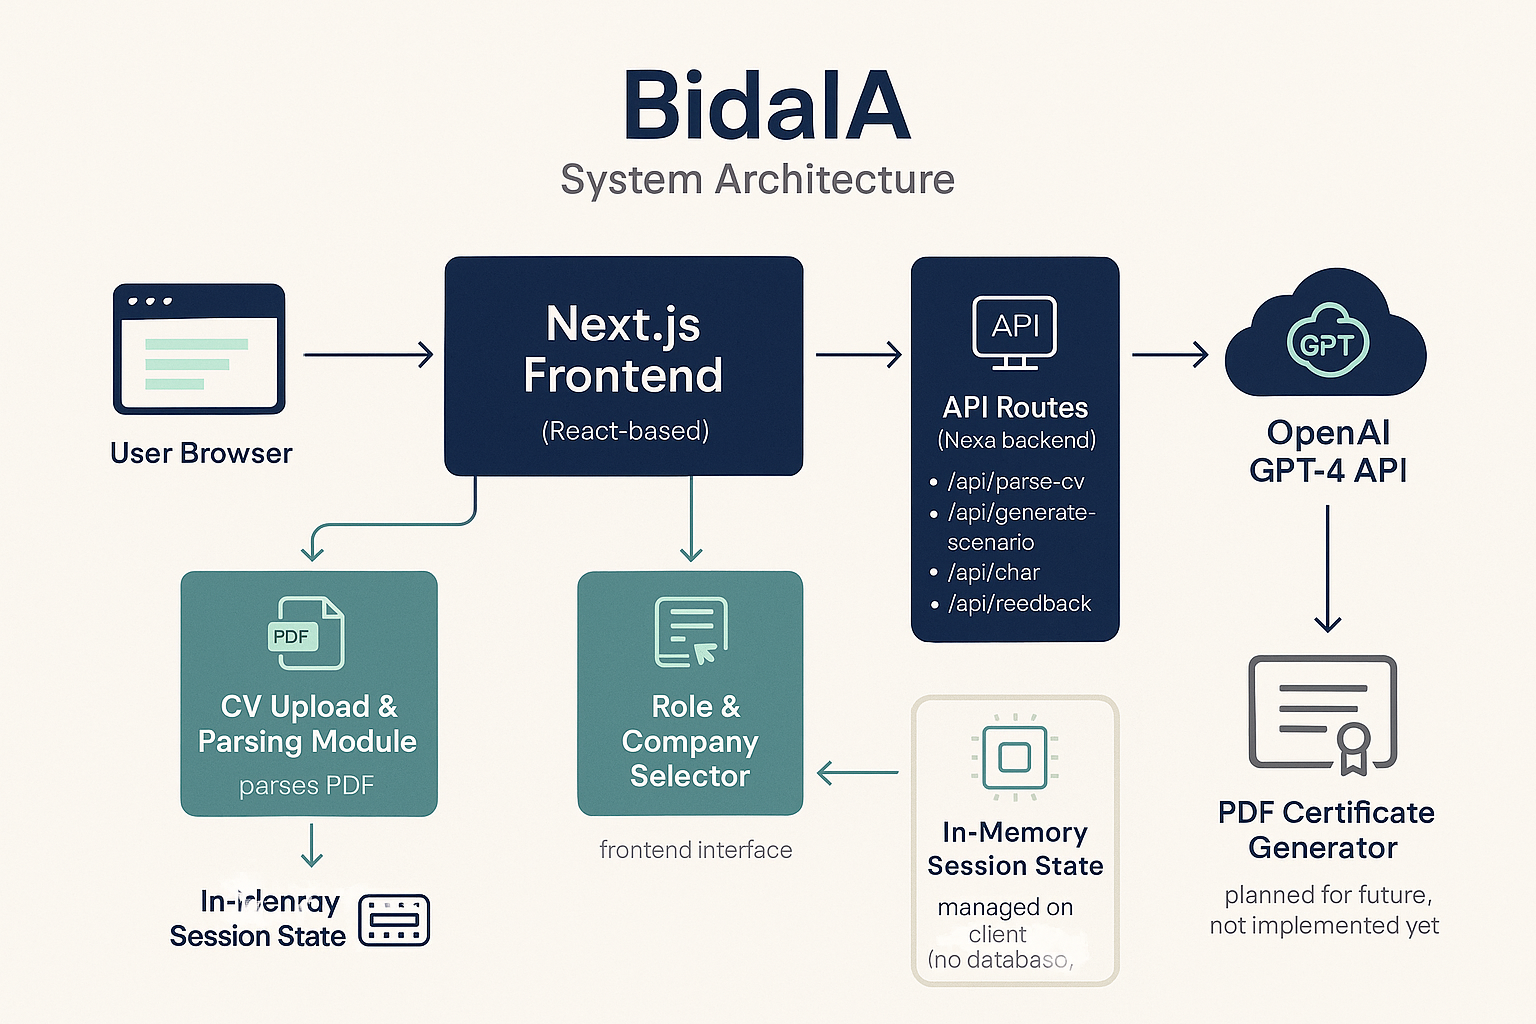 BidaIA
System Architecture
User Browser
Next.js
Frontend
(React-based)
API
API Routes
(Nexa backend)
• /api/parse-cv
• /api/generate-
scenario
• /api/char
• /api/reedback
GPT
OpenAI
GPT-4 API
PDF
CV Upload &
Parsing Module
parses PDF
Session State
Role &
Company
Selector
frontend interface
In-Memory
Session State
managed on
client
(no databaso,
PDF Certificate
Generator
planned for future,
not implemented yet